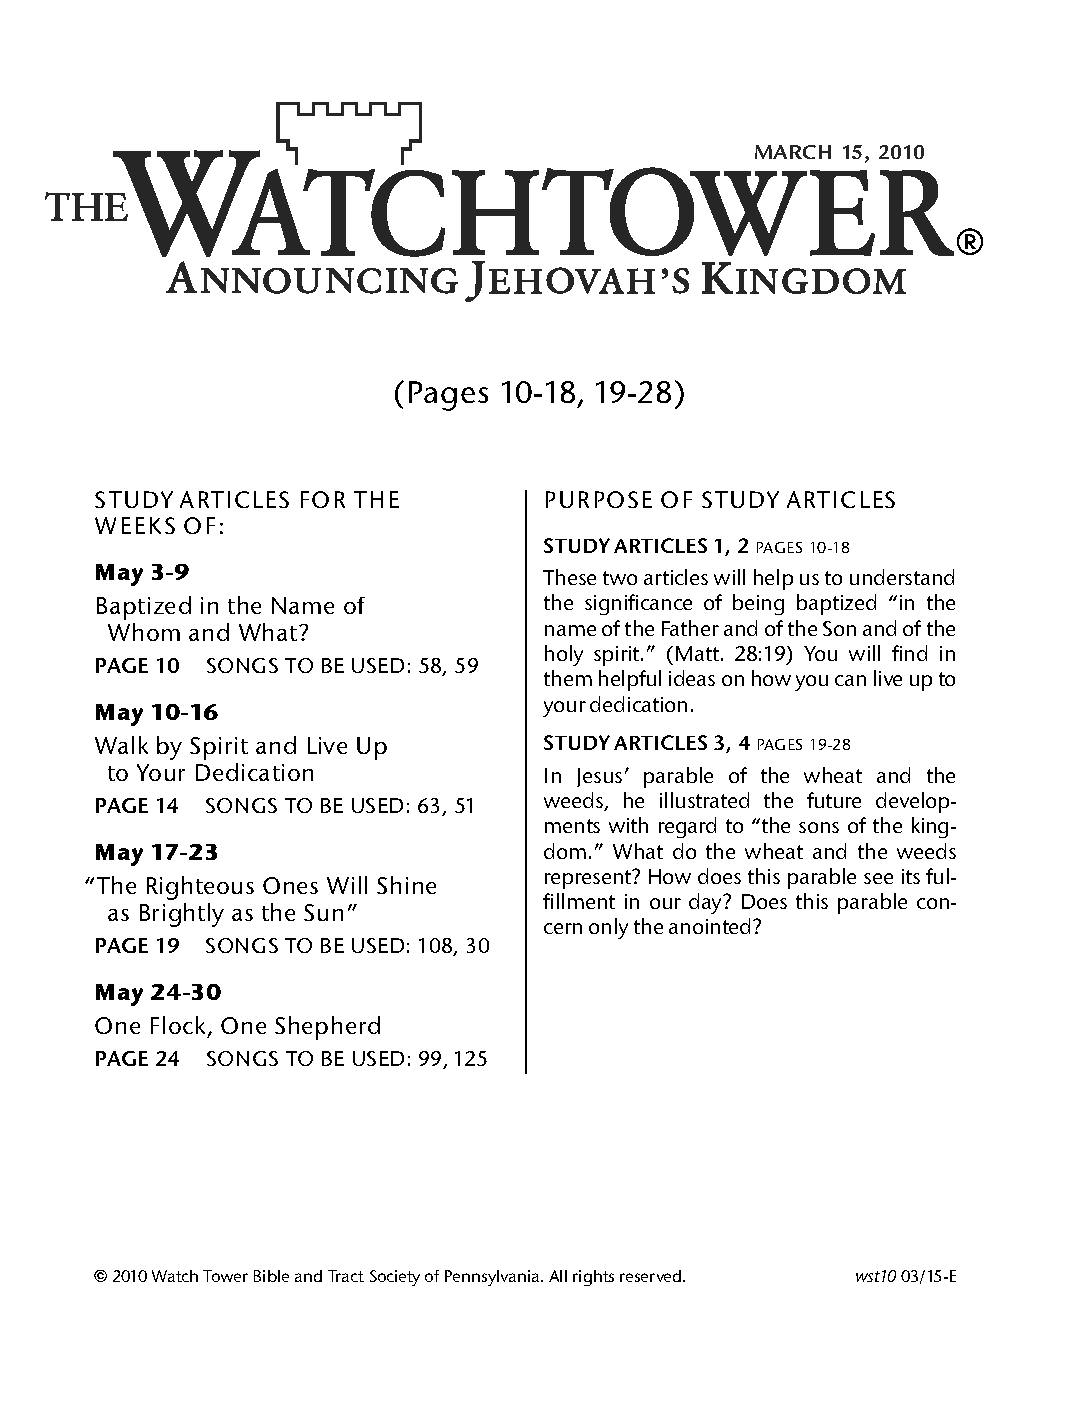 MARCH 15, 2010
THE WATCHTOWER®
ANNOUNCING JEHOVAH’S KINGDOM
(Pages 10-18, 19-28)
STUDY ARTICLES FOR THE
WEEKS OF:
May 3-9
Baptized in the Name of
Whom and What?
PAGE 10 SONGS TO BE USED: 58, 59
May 10-16
Walk by Spirit and Live Up
to Your Dedication
PAGE 14 SONGS TO BE USED: 63, 51
May 17-23
“The Righteous Ones Will Shine
as Brightly as the Sun”
PAGE 19 SONGS TO BE USED: 108, 30
May 24-30
One Flock, One Shepherd
PAGE 24 SONGS TO BE USED: 99, 125
PURPOSE OF STUDY ARTICLES
STUDY ARTICLES 1, 2 PAGES 10-18
These two articles will help us to understand
the significance of being baptized “in the
name of the Father and of the Son and of the
holy spirit.” (Matt. 28:19) You will find in
them helpful ideas on how you can live up to
your dedication.
STUDY ARTICLES 3, 4 PAGES 19-28
In Jesus’ parable of the wheat and the
weeds, he illustrated the future develop-
ments with regard to “the sons of the king-
dom.” What do the wheat and the weeds
represent? How does this parable see its ful-
fillment in our day? Does this parable con-
cern only the anointed?
© 2010 Watch Tower Bible and Tract Society of Pennsylvania. All rights reserved.
wst10 03/15-E